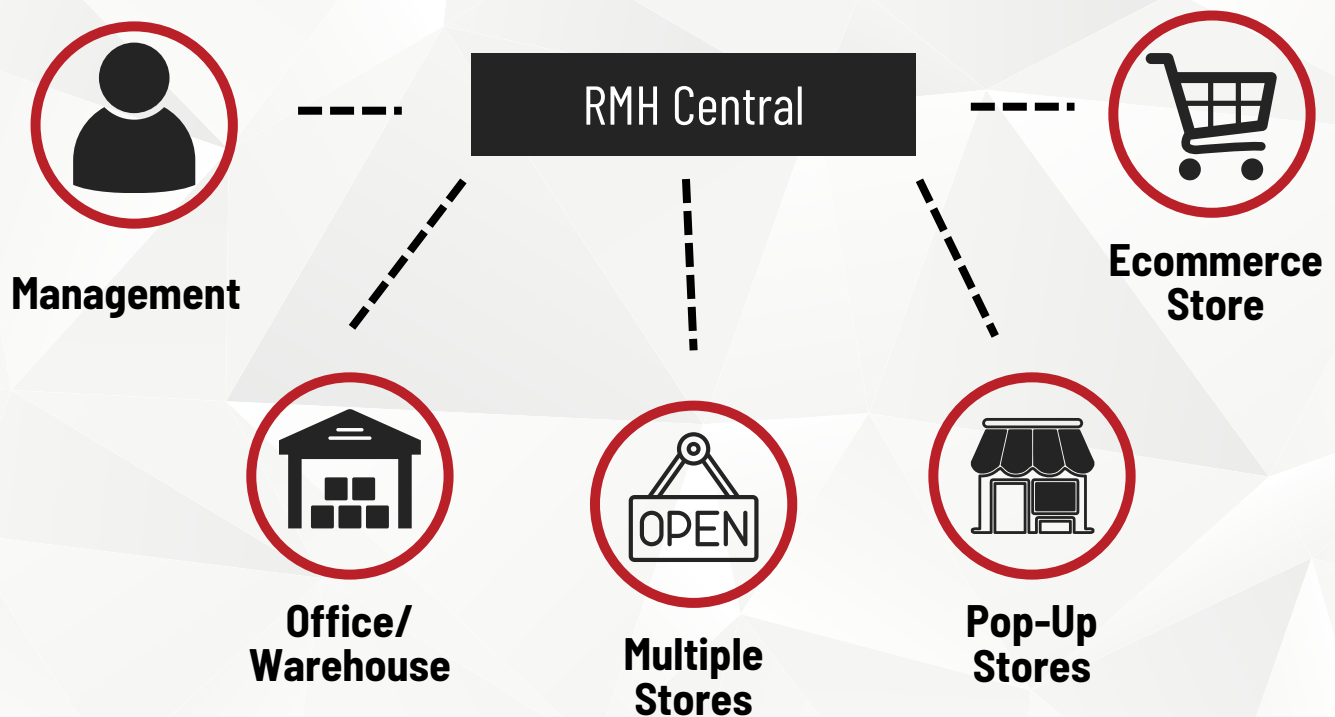 RMH Central
Management
Ecommerce
Store
Office/
Warehouse
OPEN
Multiple
Stores
Pop-Up
Stores